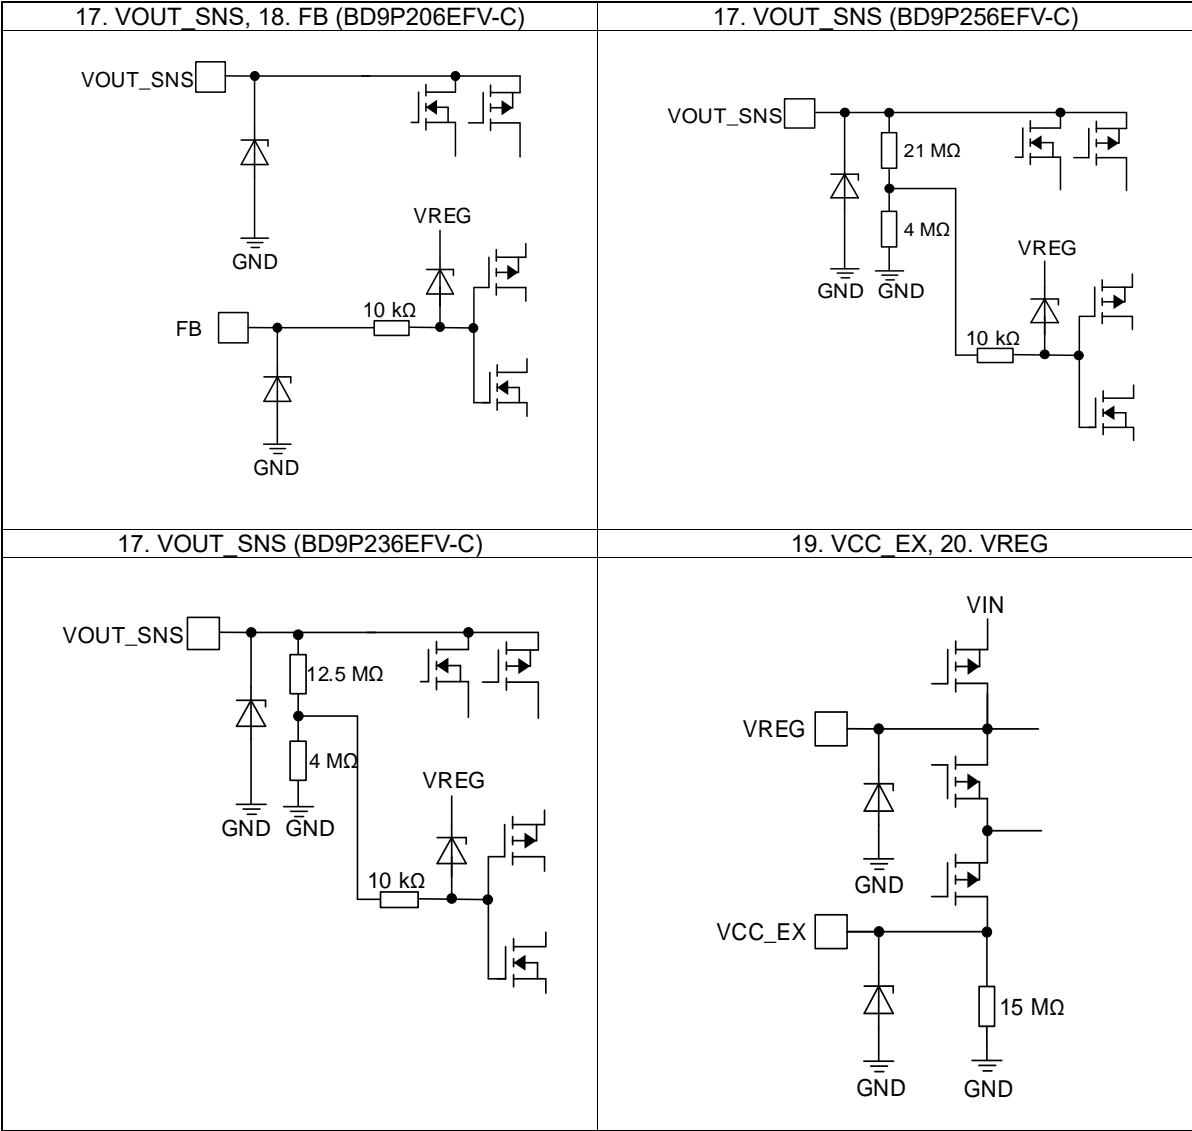 17. VOUT_SNS, 18. FB (BD9P206EFV-C)
VOUT_SNS
GND
VREG
10 kΩ
FB
GND
17. VOUT_SNS (BD9P256EFV-C)
VOUT_SNS
21 MΩ
4 MΩ
GND
GND
VREG
10 kΩ
17. VOUT_SNS (BD9P236EFV-C)
VOUT_SNS
12.5 MΩ
4 MΩ
GND
GND
VREG
10 kΩ
19. VCC_EX, 20. VREG
VIN
VREG
GND
VCC_EX
15 MΩ
GND
GND